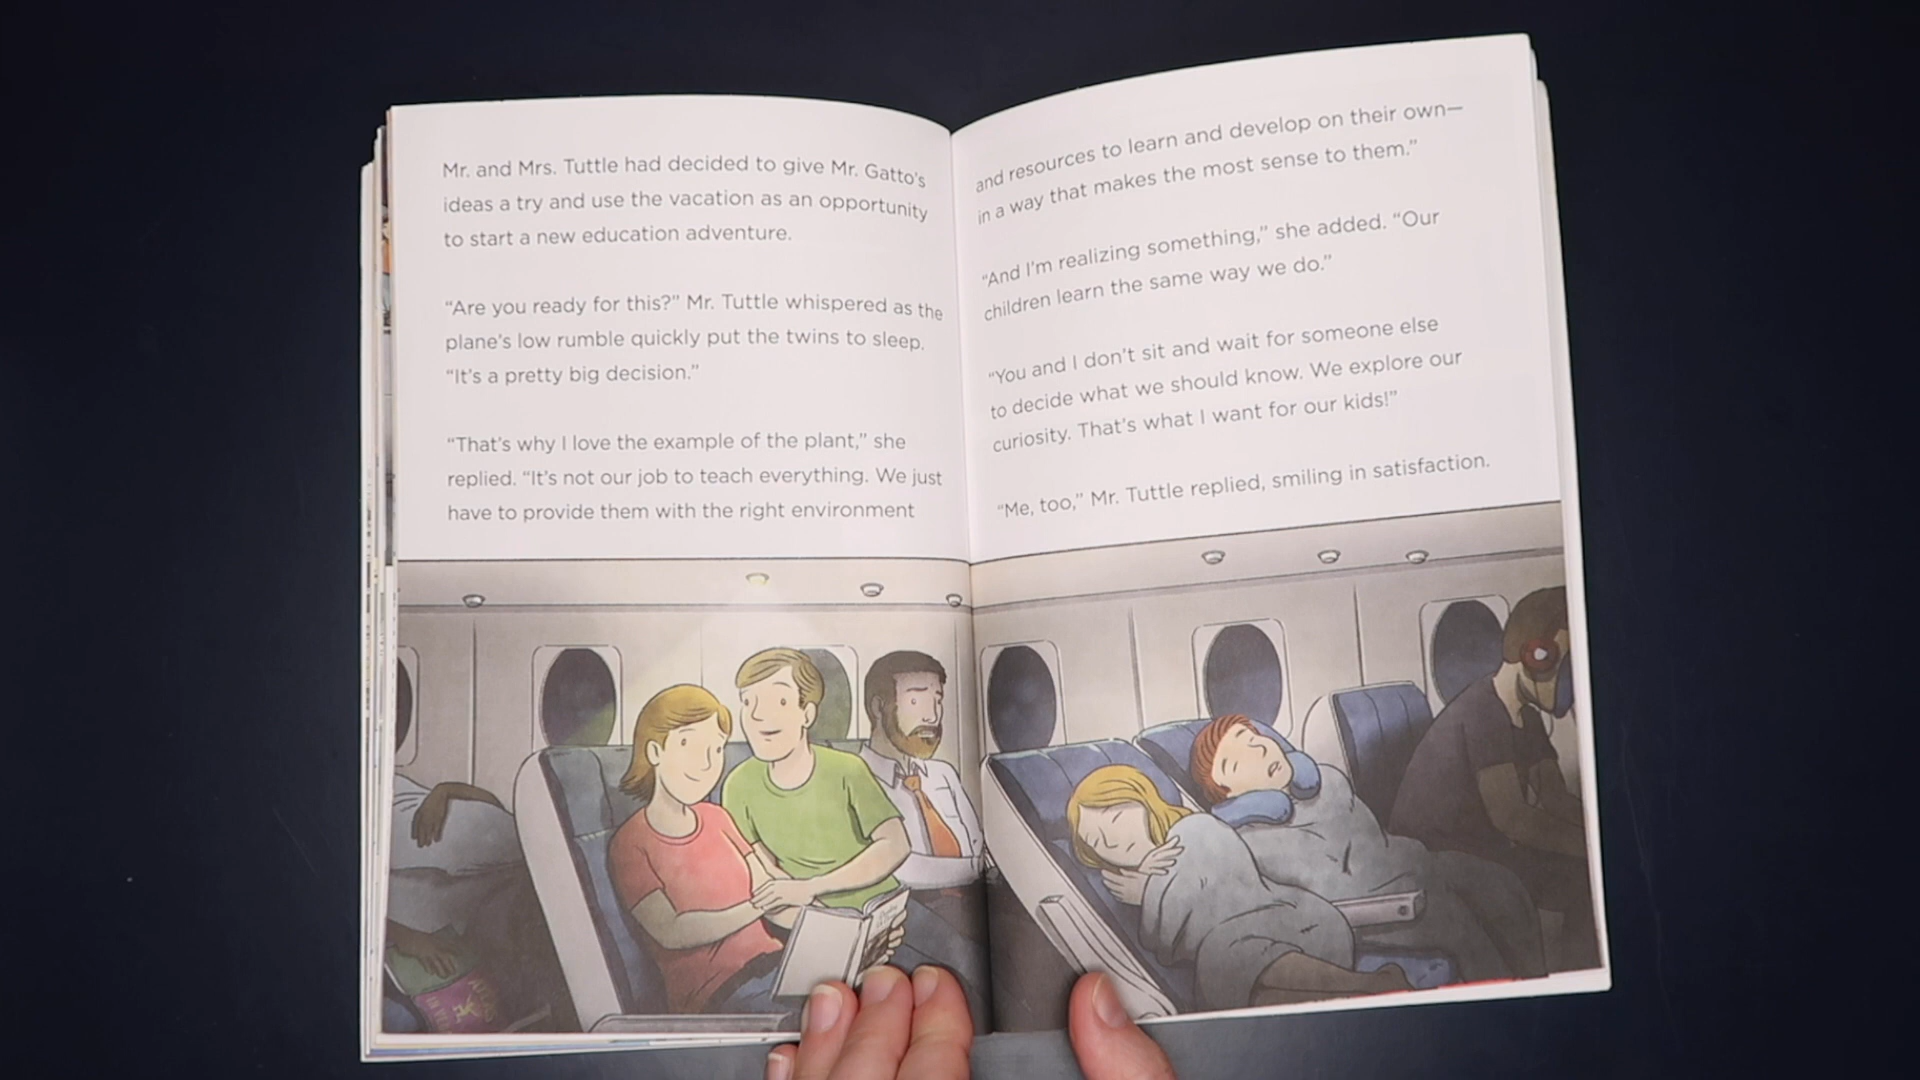 Mr. and Mrs. Tuttle had decided to give Mr. Gatto's
ideas a try and use the vacation as an opportunity
to start a new education adventure.
“Are you ready for this?” Mr. Tuttle whispered as the
plane's low rumble quickly put the twins to sleep.
“It's a pretty big decision.”
“That's why I love the example of the plant,” she
replied. “It's not our job to teach everything. We just
have to provide them with the right environment
and resources to learn and develop on their own—
in a way that makes the most sense to them.”
“And I'm realizing something,” she added. “Our
children learn the same way we do.”
“You and I don't sit and wait for someone else
to decide what we should know. We explore our
curiosity. That's what I want for our kids!”
“Me, too,” Mr. Tuttle replied, smiling in satisfaction.